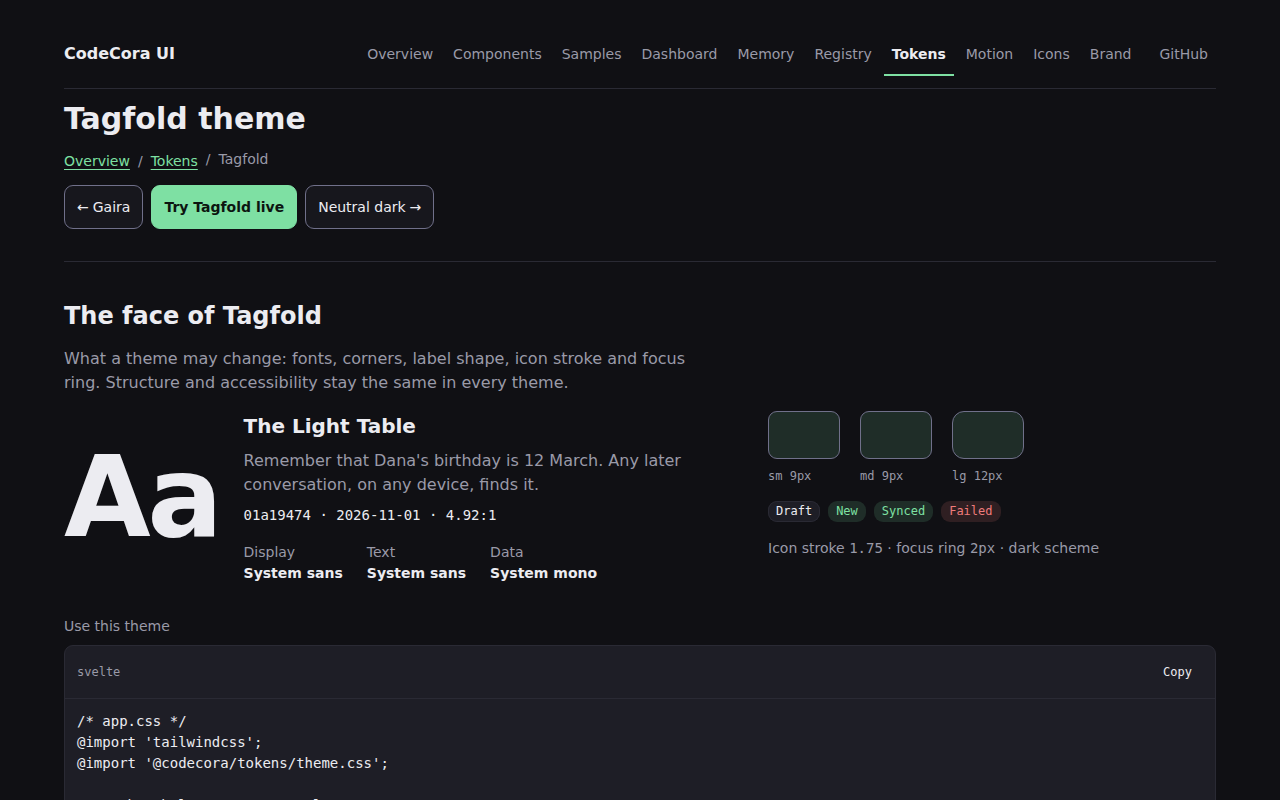 CodeCora UI
Overview Components Samples Dashboard Memory Registry Tokens Motion Icons Brand GitHub
Tagfold theme
Overview / Tokens / Tagfold
← Gaira Try Tagfold live Neutral dark →
The face of Tagfold
What a theme may change: fonts, corners, label shape, icon stroke and focus
ring. Structure and accessibility stay the same in every theme.
Aa
The Light Table
Remember that Dana's birthday is 12 March. Any later
conversation, on any device, finds it.
01a19474 · 2026-11-01 · 4.92:1
Display Text Data
System sans System sans System mono
sm 9px md 9px lg 12px
Draft New Synced Failed
Icon stroke 1.75 · focus ring 2px · dark scheme
Use this theme
svelte Copy
/* app.css */
@import 'tailwindcss';
@import '@codecora/tokens/theme.css';